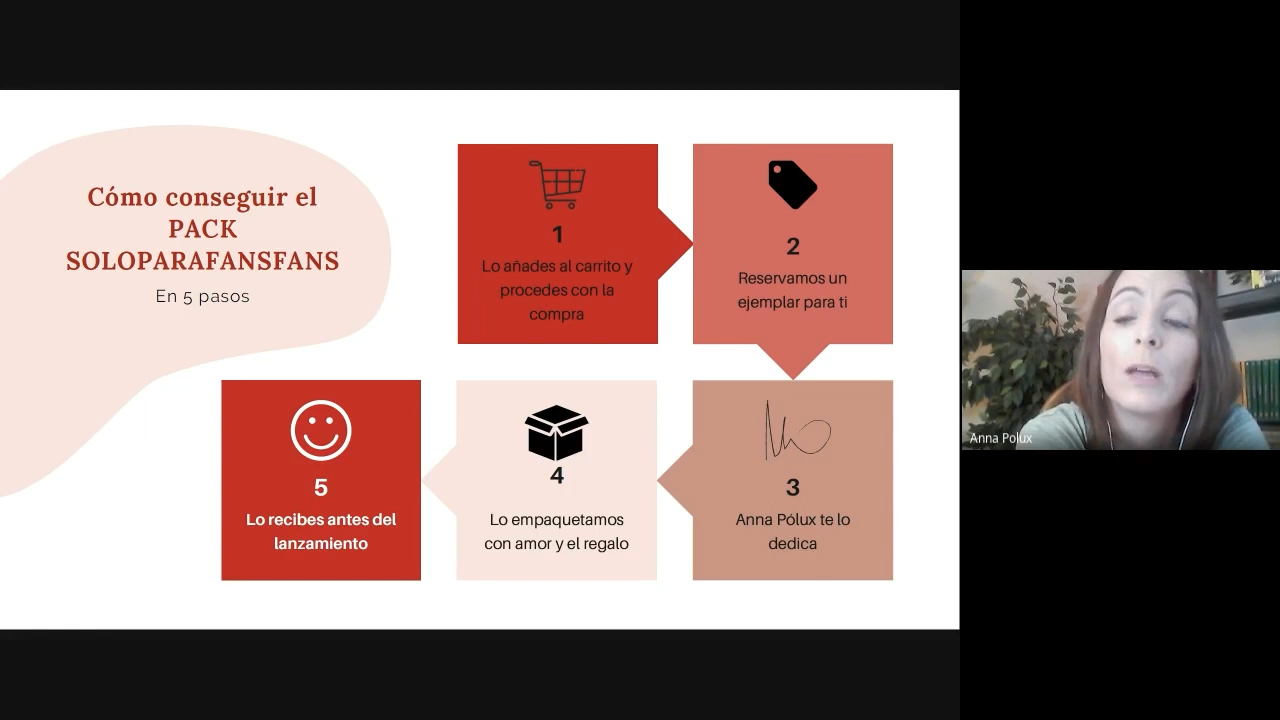 Cómo conseguir el
PACK
SOLOPARAFANSFANS
En 5 pasos
1
Lo añades al carrito y
procedes con la
compra
2
Reservamos un
ejemplar para ti
3
Anna Pólux te lo
dedica
4
Lo empaquetamos
con amor y el regalo
5
Lo recibes antes del
lanzamiento
Anna Polux